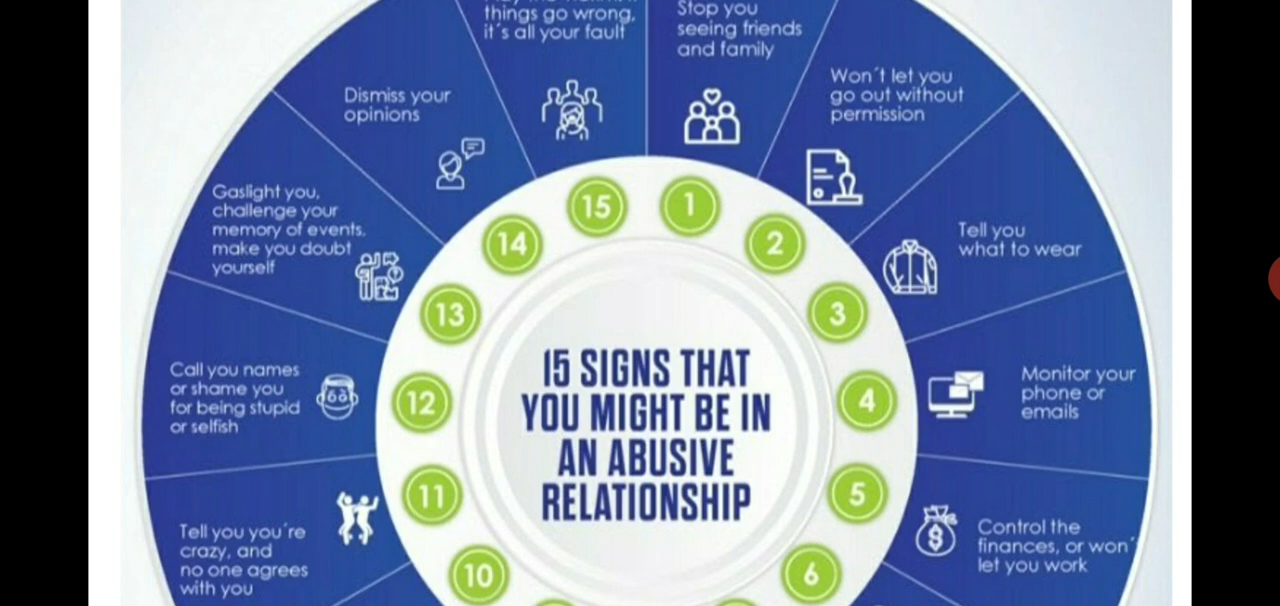 things go wrong,
it´s all your fault
Stop you
seeing friends
and family
Won´t let you
go out without
permission
Dismiss your
opinions
Gaslight you,
challenge your
memory of events,
make you doubt
yourself
Tell you
what to wear
Call you names
or shame you
for being stupid
or selfish
Monitor your
phone or
emails
Tell you you´re
crazy, and
no one agrees
with you
Control the
finances, or won´
let you work
15
1
14
2
13
3
12
4
11
5
10
6
15 SIGNS THAT
YOU MIGHT BE IN
AN ABUSIVE
RELATIONSHIP
$